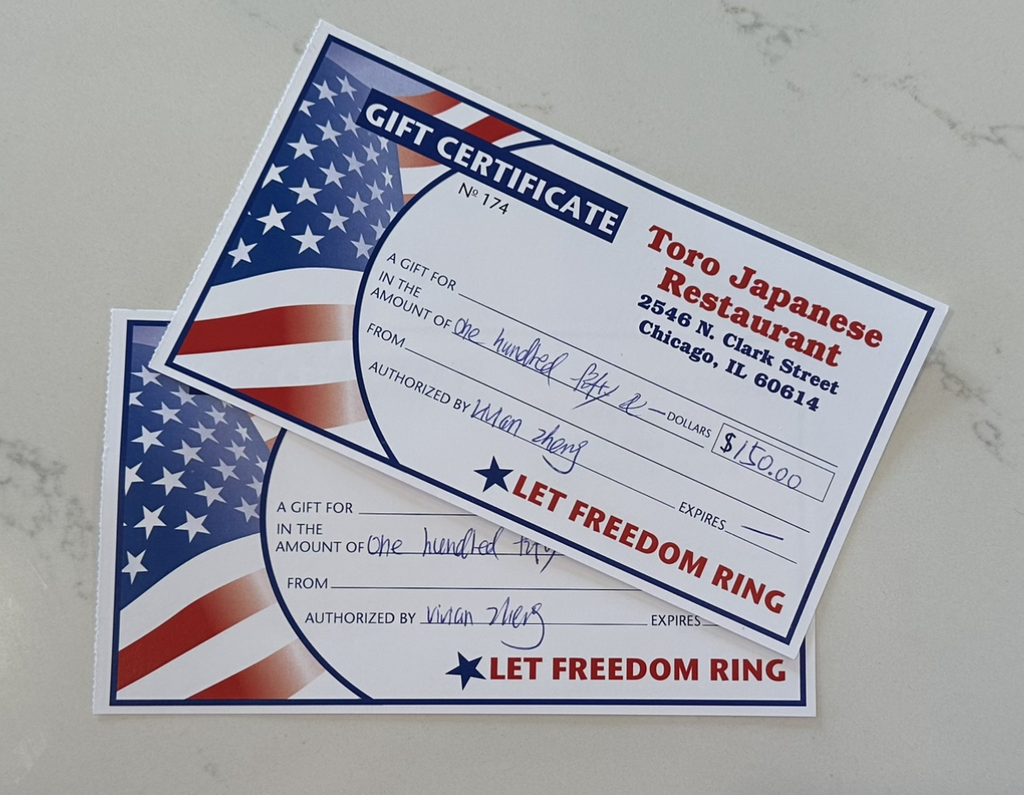 GIFT CERTIFICATE
Nº 174
Toro Japanese
Restaurant
2546 N. Clark Street
Chicago, IL 60614
A GIFT FOR
IN THE
AMOUNT OF One hundred fifty & — DOLLARS $150.00
FROM
AUTHORIZED BY Vivian Zheng EXPIRES —
LET FREEDOM RING
A GIFT FOR
IN THE
AMOUNT OF One hundred fifty
FROM
AUTHORIZED BY Vivian Zheng EXPIRES
LET FREEDOM RING